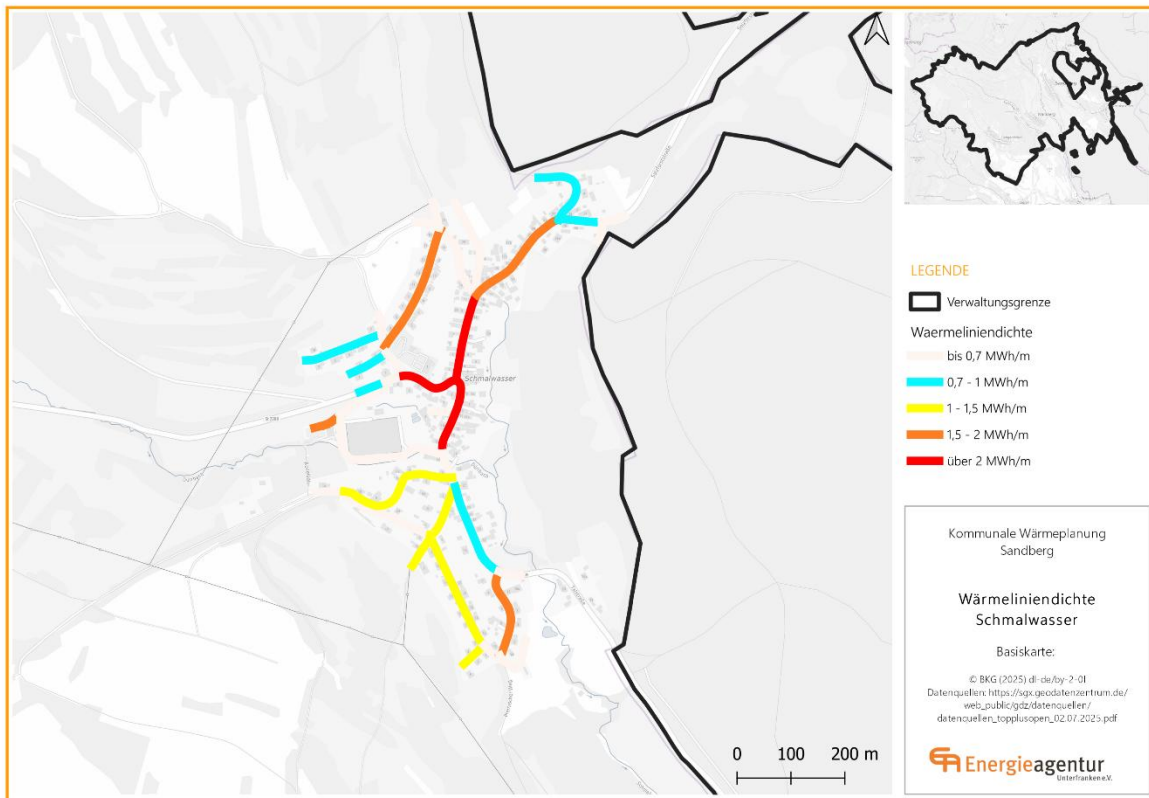 Schmalwasser
0 100 200 m
LEGENDE
Verwaltungsgrenze
Waermeliniendichte
bis 0,7 MWh/m
0,7 - 1 MWh/m
1 - 1,5 MWh/m
1,5 - 2 MWh/m
über 2 MWh/m
Kommunale Wärmeplanung
Sandberg
Wärmeliniendichte
Schmalwasser
Basiskarte:
© BKG (2025) dl-de/by-2-0
Datenquellen: https://sgx.geodatenzentrum.de/
web_public/gdz/datenquellen/
datenquellen_topplusopen_02.07.2025.pdf
Energieagentur
Unterfranken e.V.